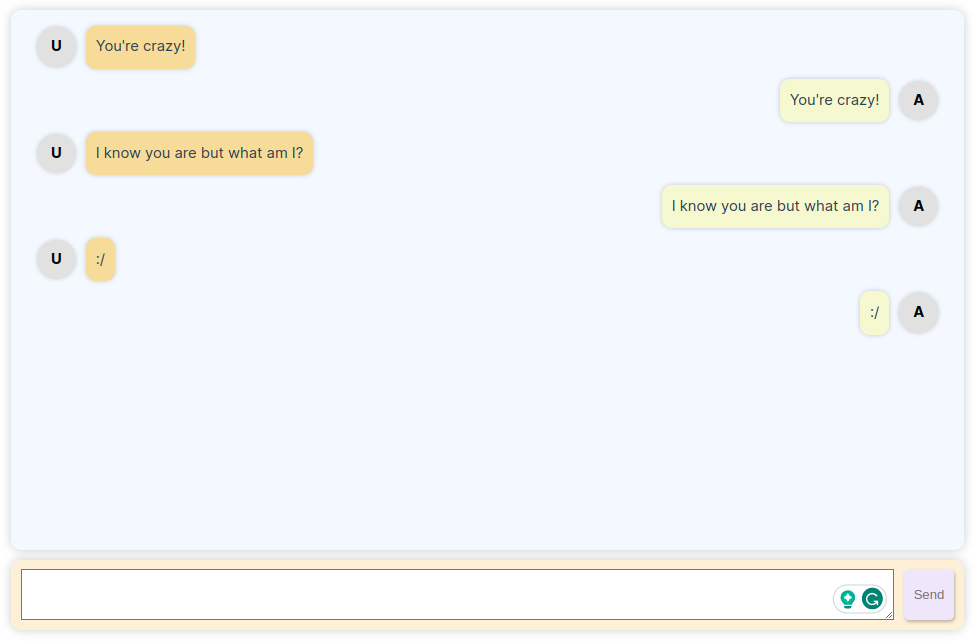 U You're crazy!
You're crazy! A
U I know you are but what am I?
I know you are but what am I? A
U :/
:/ A
Send